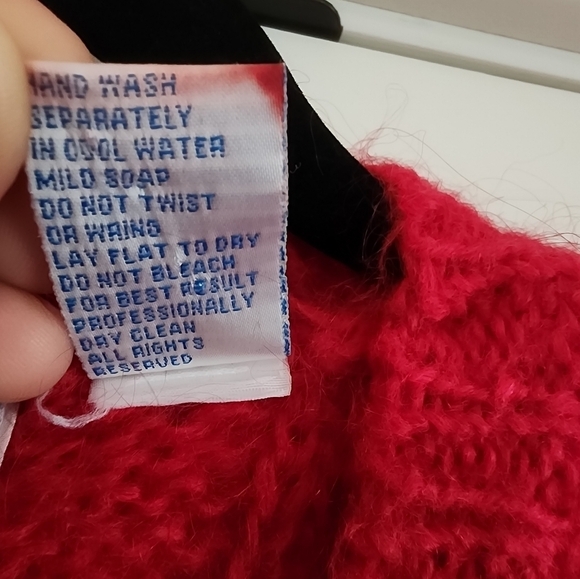 HAND WASH
SEPARATELY
IN COOL WATER
MILD SOAP
DO NOT TWIST
OR WRING
LAY FLAT TO DRY
DO NOT BLEACH
FOR BEST RESULT
PROFESSIONALLY
DRY CLEAN
ALL RIGHTS
RESERVED